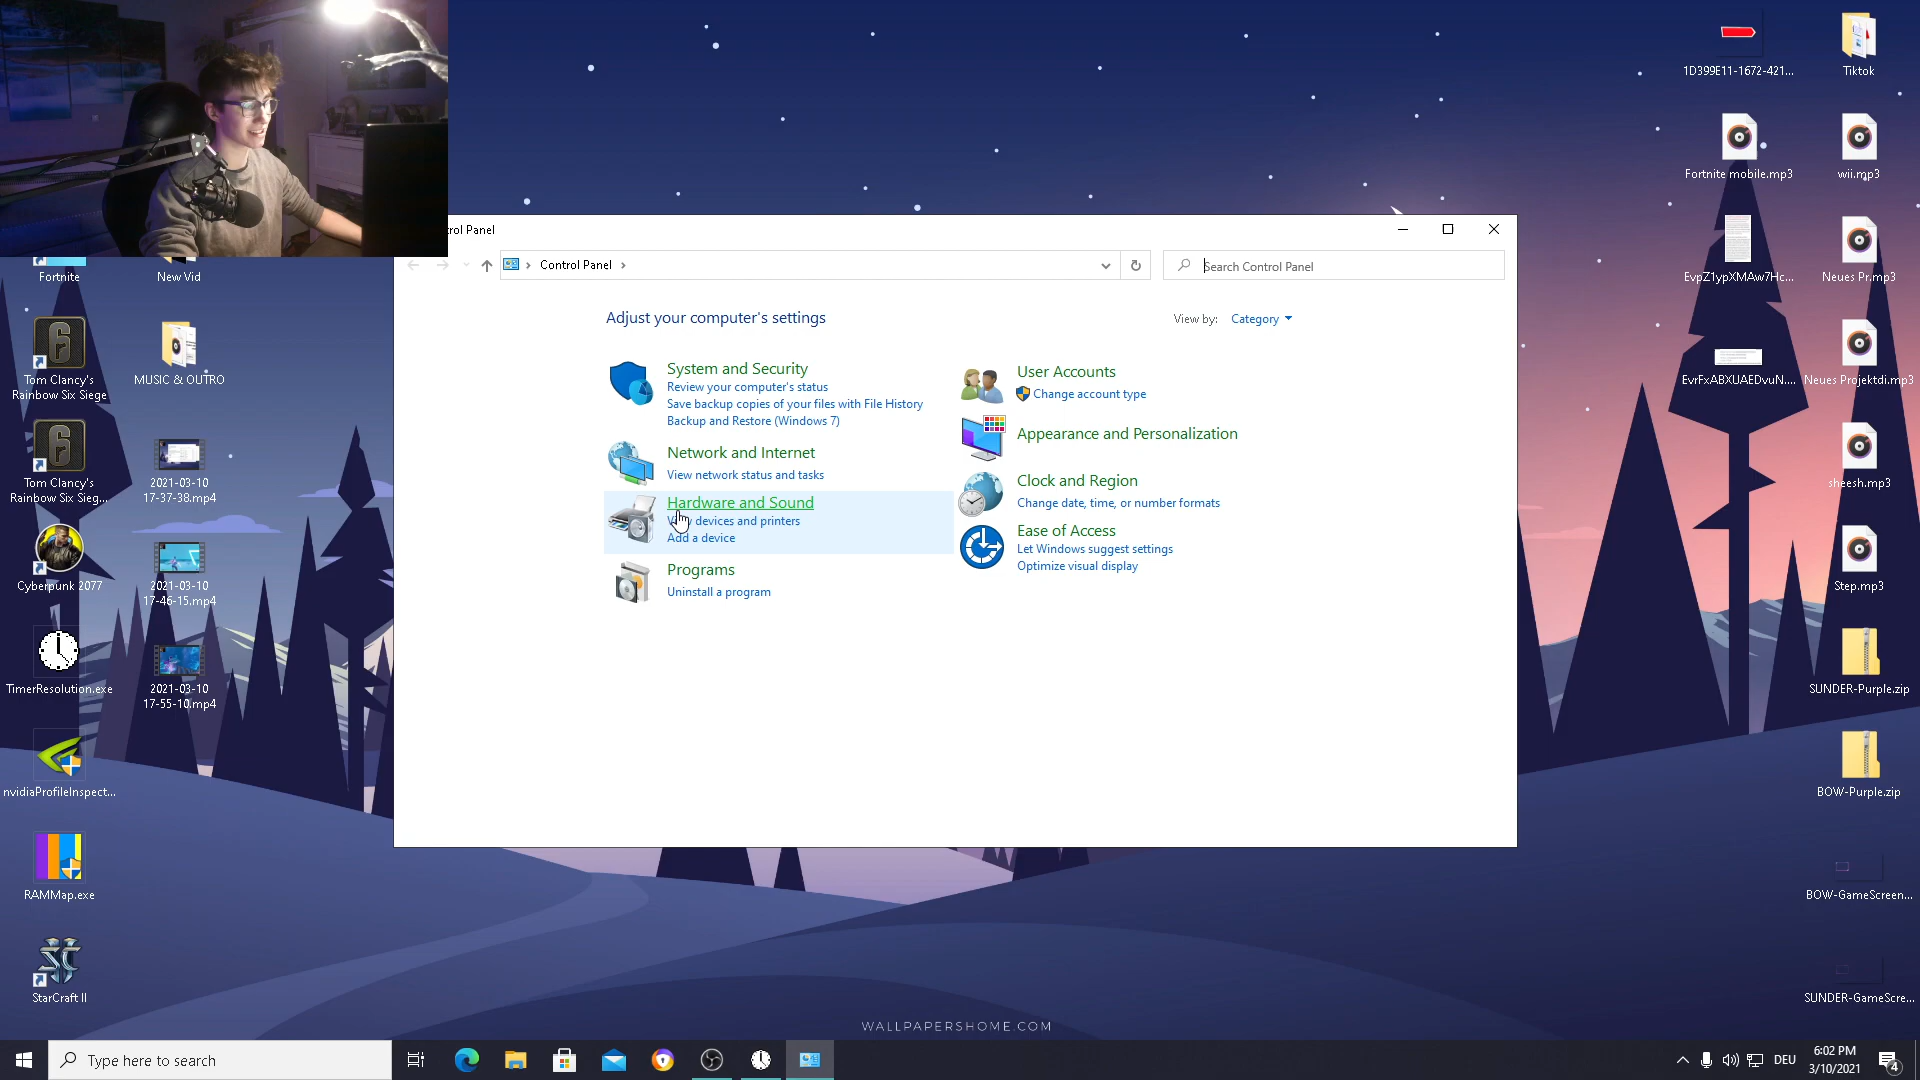 1D399E11-1672-421...
Tiktok
Fortnite mobile.mp3
wii.mp3
EvpZ1ypXMAw7Hc...
Neues Pr.mp3
EvrFxABXUAEDvuN....
Neues Projektdi.mp3
sheesh.mp3
Step.mp3
SUNDER-Purple.zip
BOW-Purple.zip
BOW-GameScreen...
SUNDER-GameScre...
Fortnite
New Vid
Tom Clancy's
Rainbow Six Siege
MUSIC & OUTRO
Tom Clancy's
Rainbow Six Sieg...
2021-03-10
17-37-38.mp4
Cyberpunk 2077
2021-03-10
17-46-15.mp4
TimerResolution.exe
2021-03-10
17-55-10.mp4
nvidiaProfileInspect...
RAMMap.exe
StarCraft II
rol Panel
Control Panel
Search Control Panel
Adjust your computer's settings
View by: Category
System and Security
Review your computer's status
Save backup copies of your files with File History
Backup and Restore (Windows 7)
Network and Internet
View network status and tasks
Hardware and Sound
devices and printers
Add a device
Programs
Uninstall a program
User Accounts
Change account type
Appearance and Personalization
Clock and Region
Change date, time, or number formats
Ease of Access
Let Windows suggest settings
Optimize visual display
WALLPAPERSHOME.COM
Type here to search
DEU
6:02 PM
3/10/2021
4